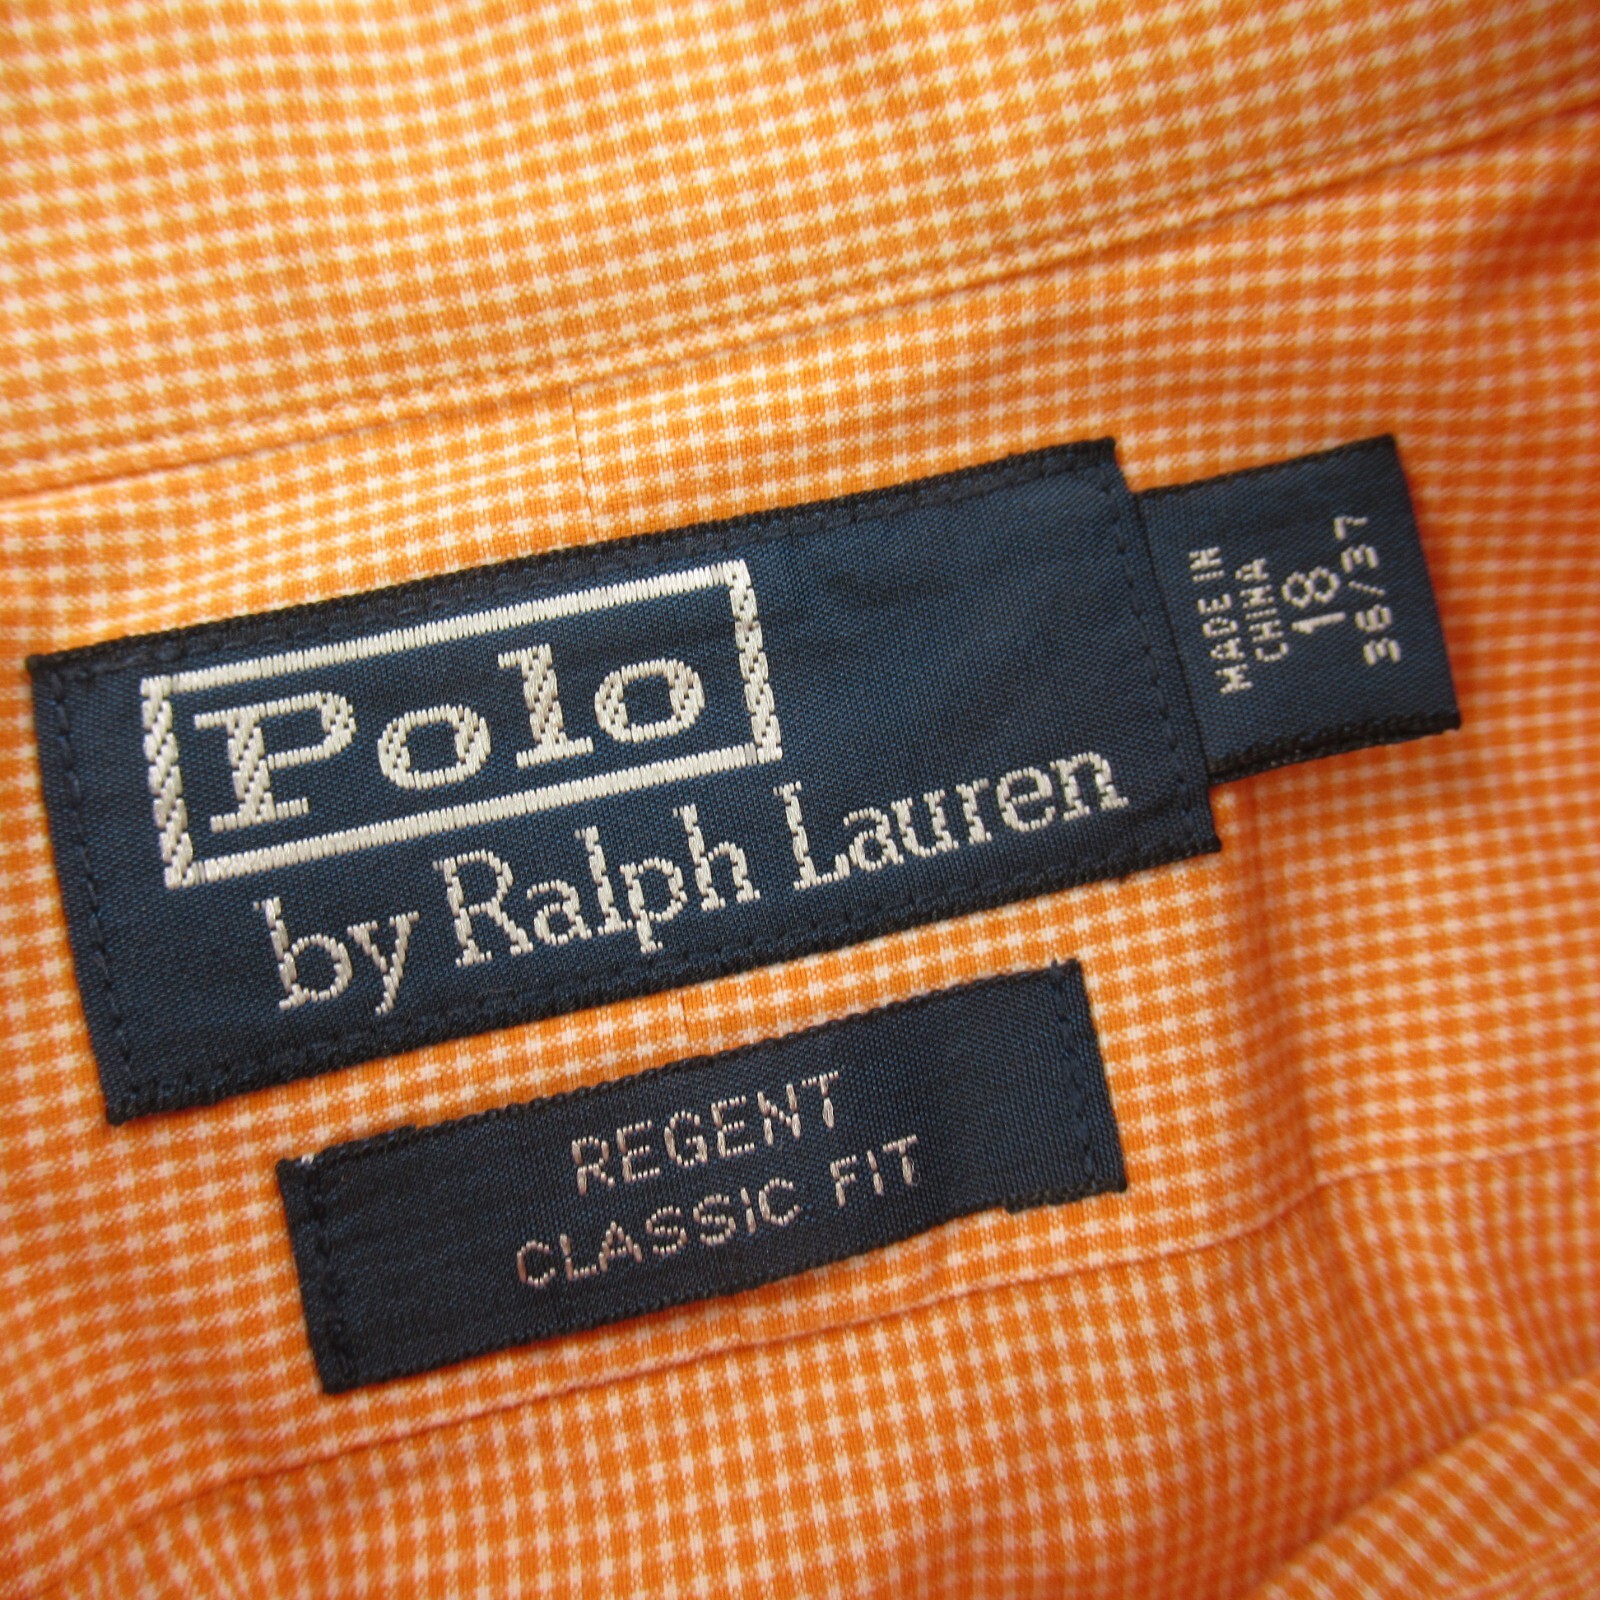 Polo
by Ralph Lauren
MADE IN
CHINA
18
36/37
REGENT
CLASSIC FIT